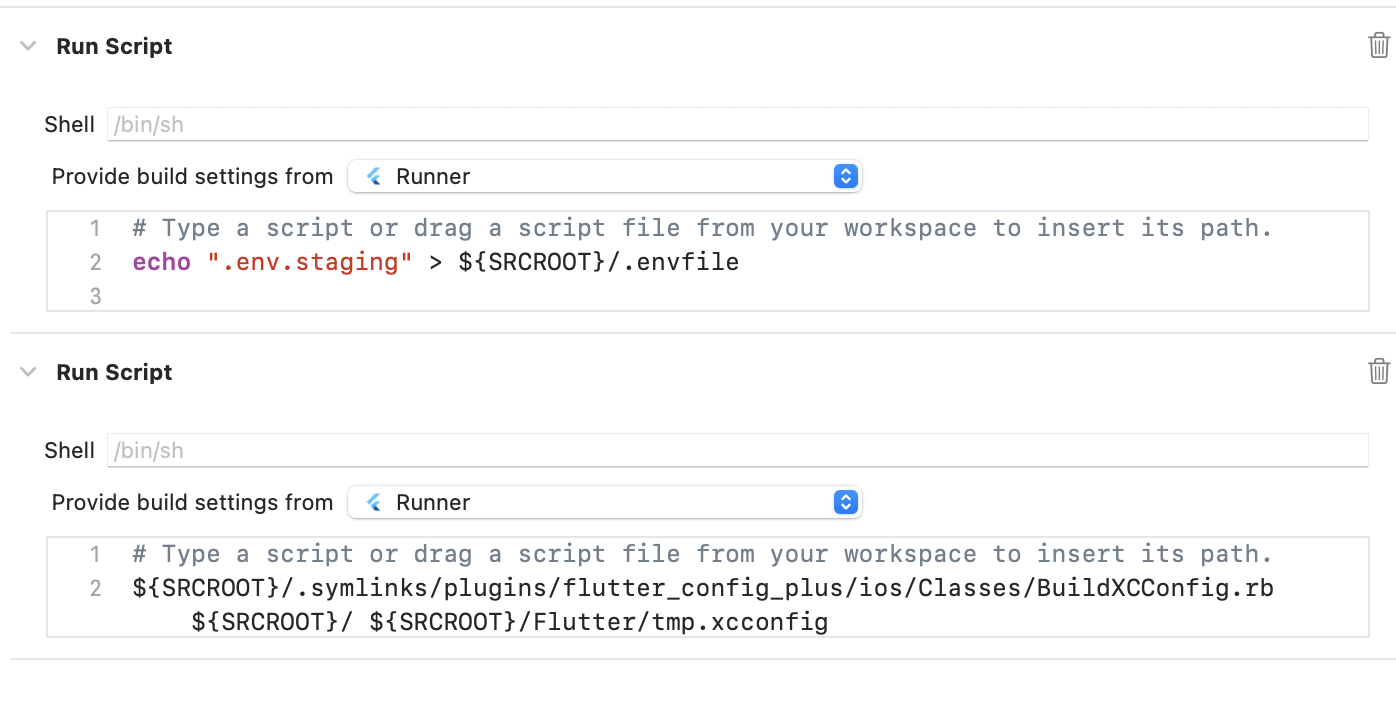 Run Script
Shell /bin/sh
Provide build settings from Runner
1 # Type a script or drag a script file from your workspace to insert its path.
2 echo ".env.staging" > ${SRCROOT}/.envfile
3
Run Script
Shell /bin/sh
Provide build settings from Runner
1 # Type a script or drag a script file from your workspace to insert its path.
2 ${SRCROOT}/.symlinks/plugins/flutter_config_plus/ios/Classes/BuildXCConfig.rb
${SRCROOT}/ ${SRCROOT}/Flutter/tmp.xcconfig